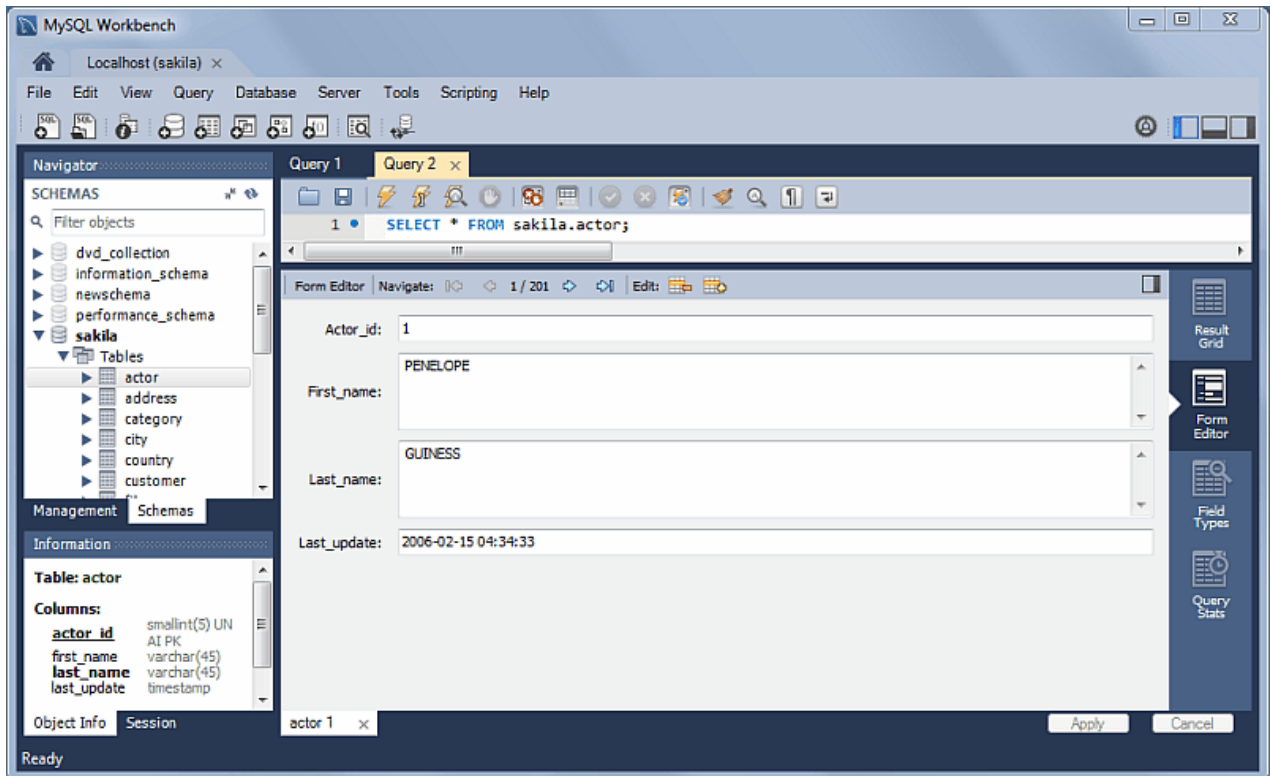 MySQL Workbench
Localhost (sakila)
File Edit View Query Database Server Tools Scripting Help
Navigator
SCHEMAS
Filter objects
dvd_collection
information_schema
newschema
performance_schema
sakila
Tables
actor
address
category
city
country
customer
Management Schemas
Information
Table: actor
Columns:
actor_id smallint(5) UN
AI PK
first_name varchar(45)
last_name varchar(45)
last_update timestamp
Object Info Session
Query 1 Query 2
1 SELECT * FROM sakila.actor;
Form Editor Navigate: 1 / 201 Edit:
Actor_id: 1
First_name: PENELOPE
Last_name: GUINESS
Last_update: 2006-02-15 04:34:33
Result
Grid
Form
Editor
Field
Types
Query
Stats
actor 1
Apply Cancel
Ready